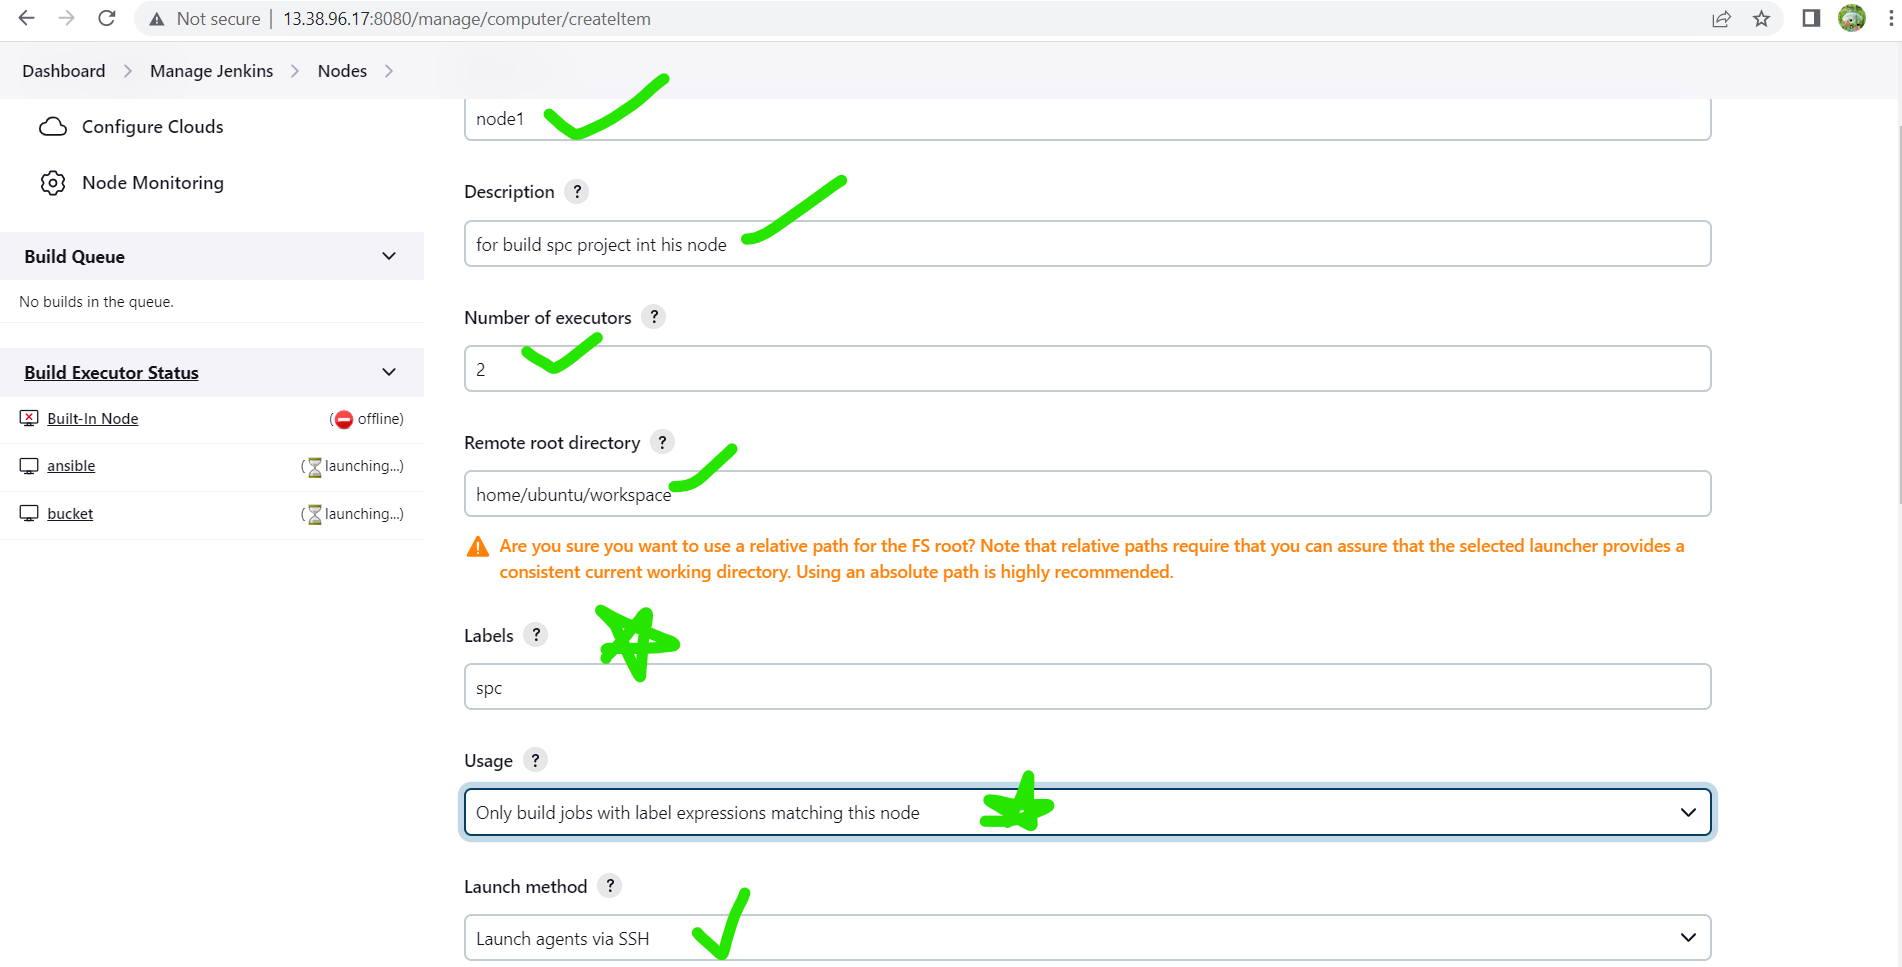 Not secure | 13.38.96.17:8080/manage/computer/createItem
Dashboard > Manage Jenkins > Nodes >
Configure Clouds
Node Monitoring
Build Queue
No builds in the queue.
Build Executor Status
Built-In Node (offline)
ansible (launching...)
bucket (launching...)
node1
Description ?
for build spc project int his node
Number of executors ?
2
Remote root directory ?
home/ubuntu/workspace
Are you sure you want to use a relative path for the FS root? Note that relative paths require that you can assure that the selected launcher provides a
consistent current working directory. Using an absolute path is highly recommended.
Labels ?
spc
Usage ?
Only build jobs with label expressions matching this node
Launch method ?
Launch agents via SSH